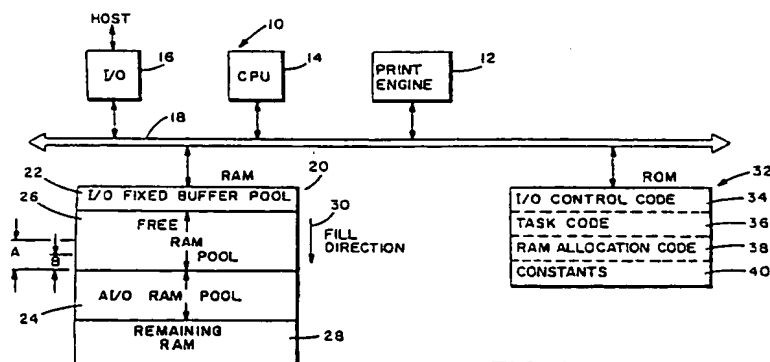 HOST
10
I/O
16
CPU
14
PRINT
ENGINE
12
18
RAM
20
ROM
32
22
I/O FIXED BUFFER POOL
26
FREE
RAM
POOL
30
FILL
DIRECTION
A
B
AI/O RAM POOL
24
REMAINING
RAM
28
I/O CONTROL CODE
34
TASK CODE
36
RAM ALLOCATION CODE
38
CONSTANTS
40